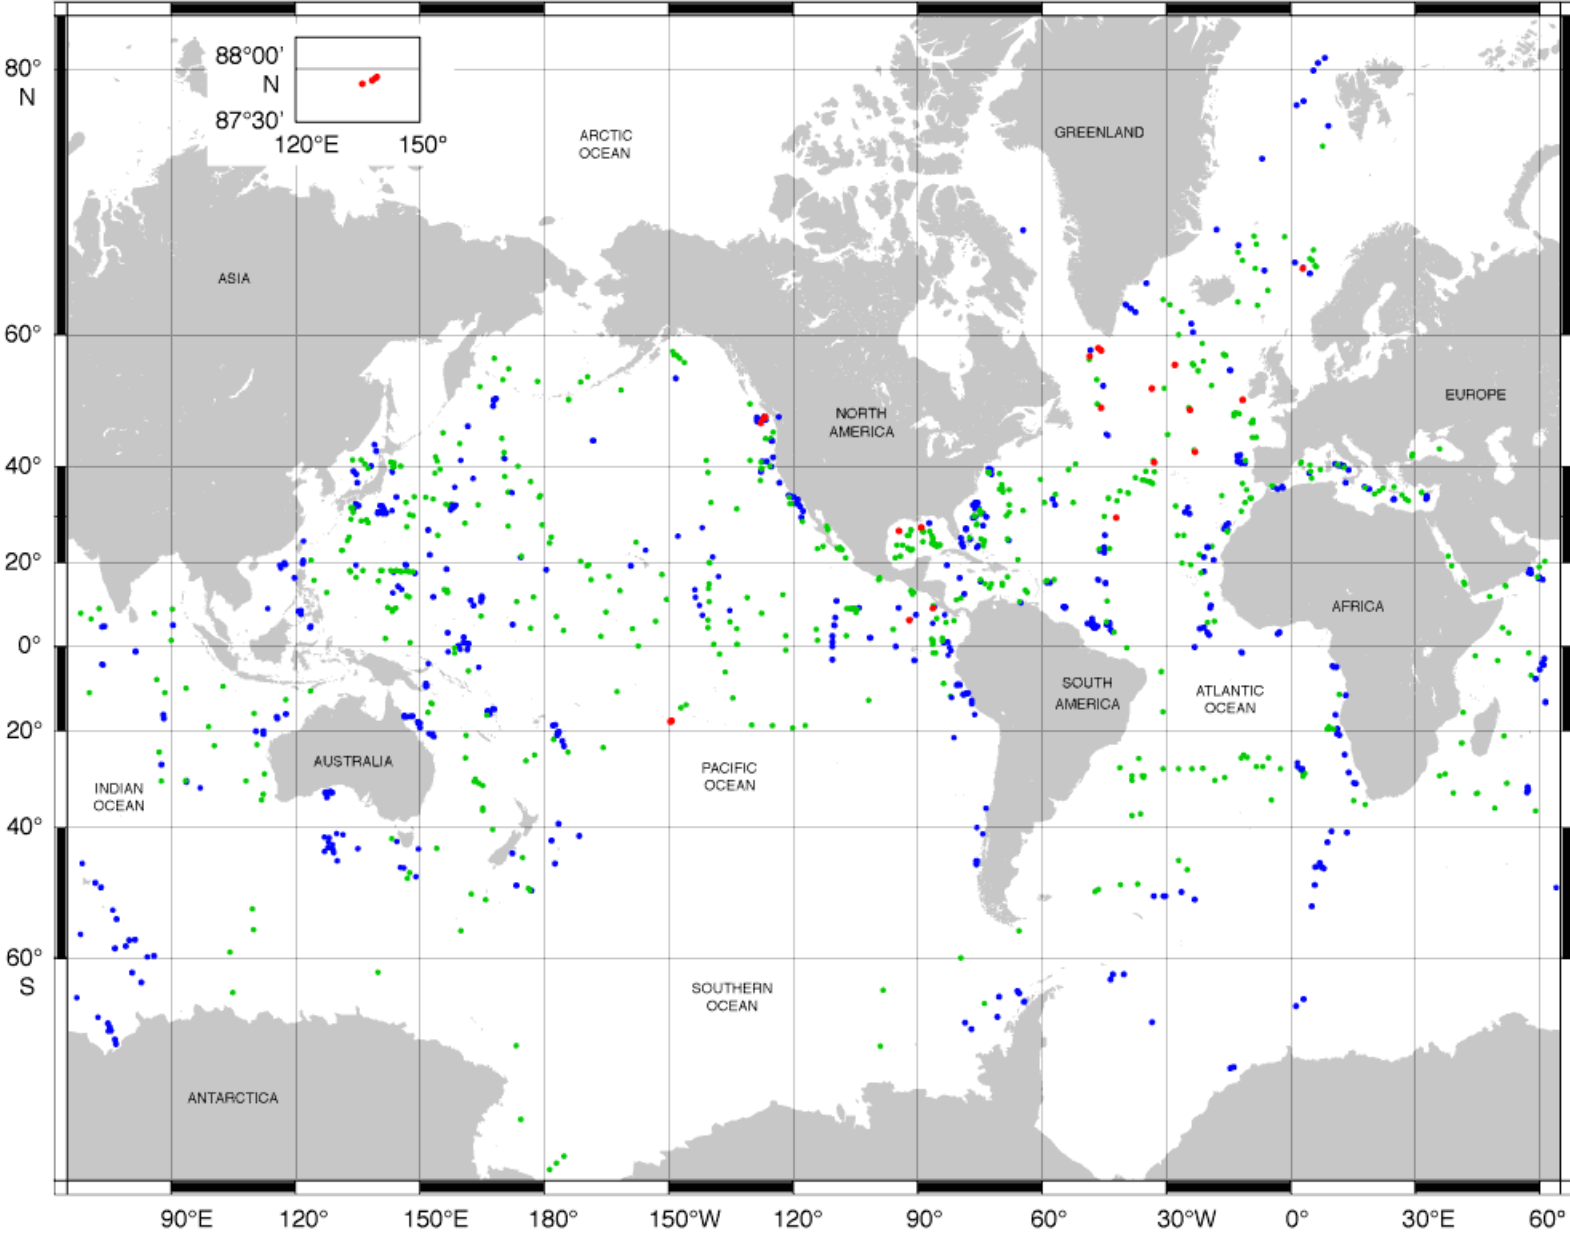 88°00'
80°
N
N
87°30'
120°E 150°
ARCTIC
OCEAN
GREENLAND
ASIA
60°
EUROPE
NORTH
AMERICA
40°
20°
AFRICA
0°
SOUTH
AMERICA
ATLANTIC
OCEAN
20°
AUSTRALIA
PACIFIC
OCEAN
INDIAN
OCEAN
40°
60°
S
SOUTHERN
OCEAN
ANTARCTICA
90°E 120° 150°E 180° 150°W 120° 90° 60° 30°W 0° 30°E 60°